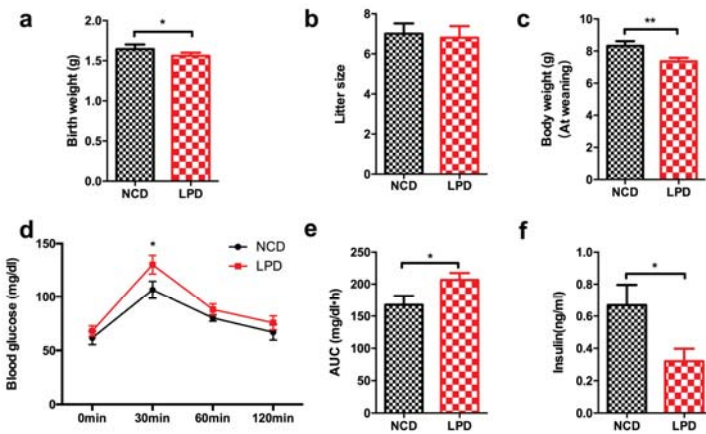 a
*
Birth weight (g)
2.0
1.5
1.0
0.5
0.0
NCD
LPD
b
Litter size
8
6
4
2
0
NCD
LPD
c
**
Body weight (g)
(At weaning)
10
8
6
4
2
0
NCD
LPD
d
Blood glucose (mg/dl)
150
100
50
*
NCD
LPD
0min
30min
60min
120min
e
*
AUC (mg/dl•h)
250
200
150
100
50
0
NCD
LPD
f
*
Insulin(ng/ml)
0.8
0.6
0.4
0.2
0.0
NCD
LPD